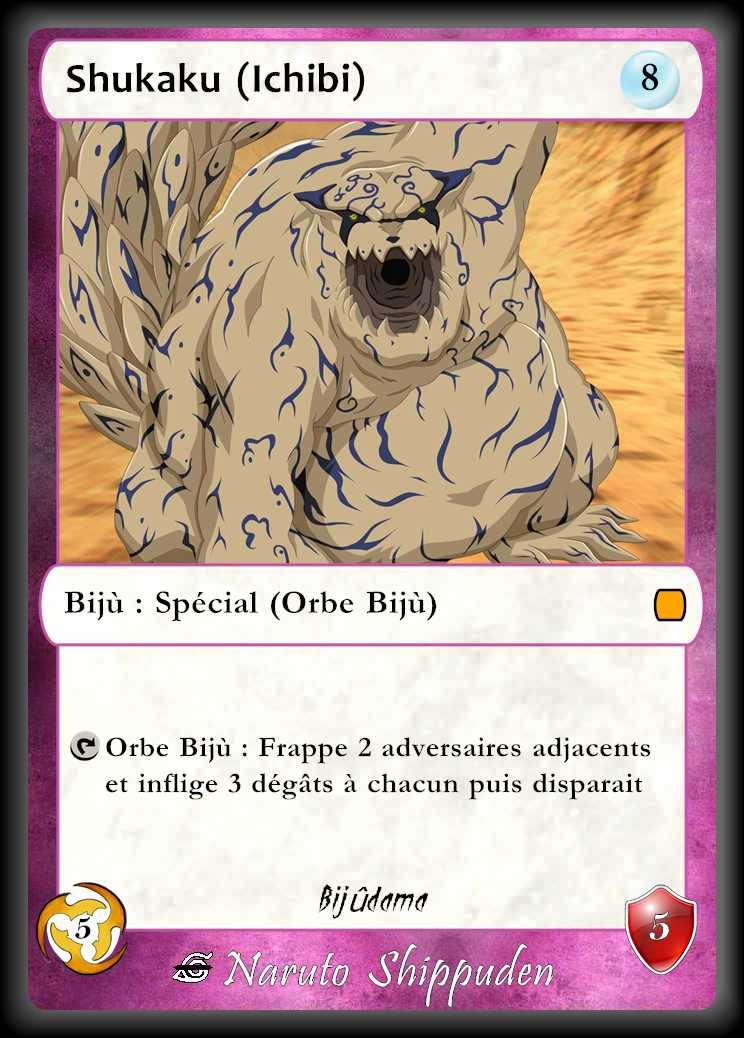 Shukaku (Ichibi)
8
Bijù : Spécial (Orbe Bijù)
Orbe Bijù : Frappe 2 adversaires adjacents
et inflige 3 dégâts à chacun puis disparait
Bijûdama
5
5
Naruto Shippuden